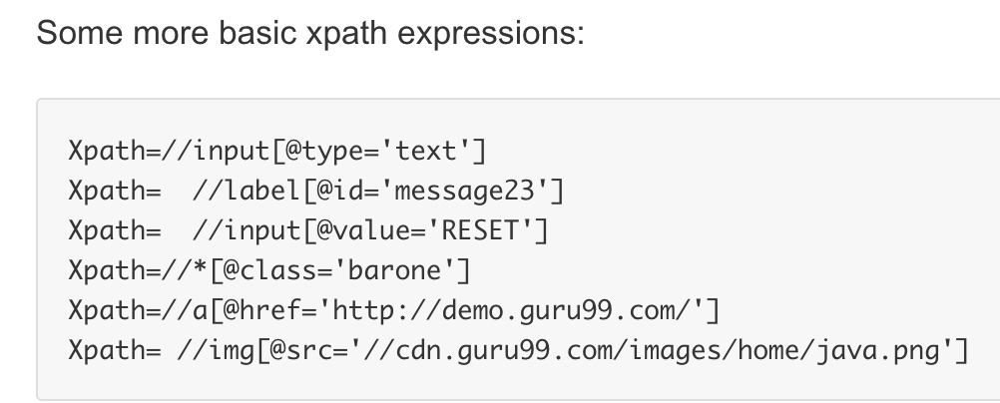 Some more basic xpath expressions:
Xpath=//input[@type='text']
Xpath=  //label[@id='message23']
Xpath=  //input[@value='RESET']
Xpath=//*[@class='barone']
Xpath=//a[@href='http://demo.guru99.com/']
Xpath= //img[@src='//cdn.guru99.com/images/home/java.png']